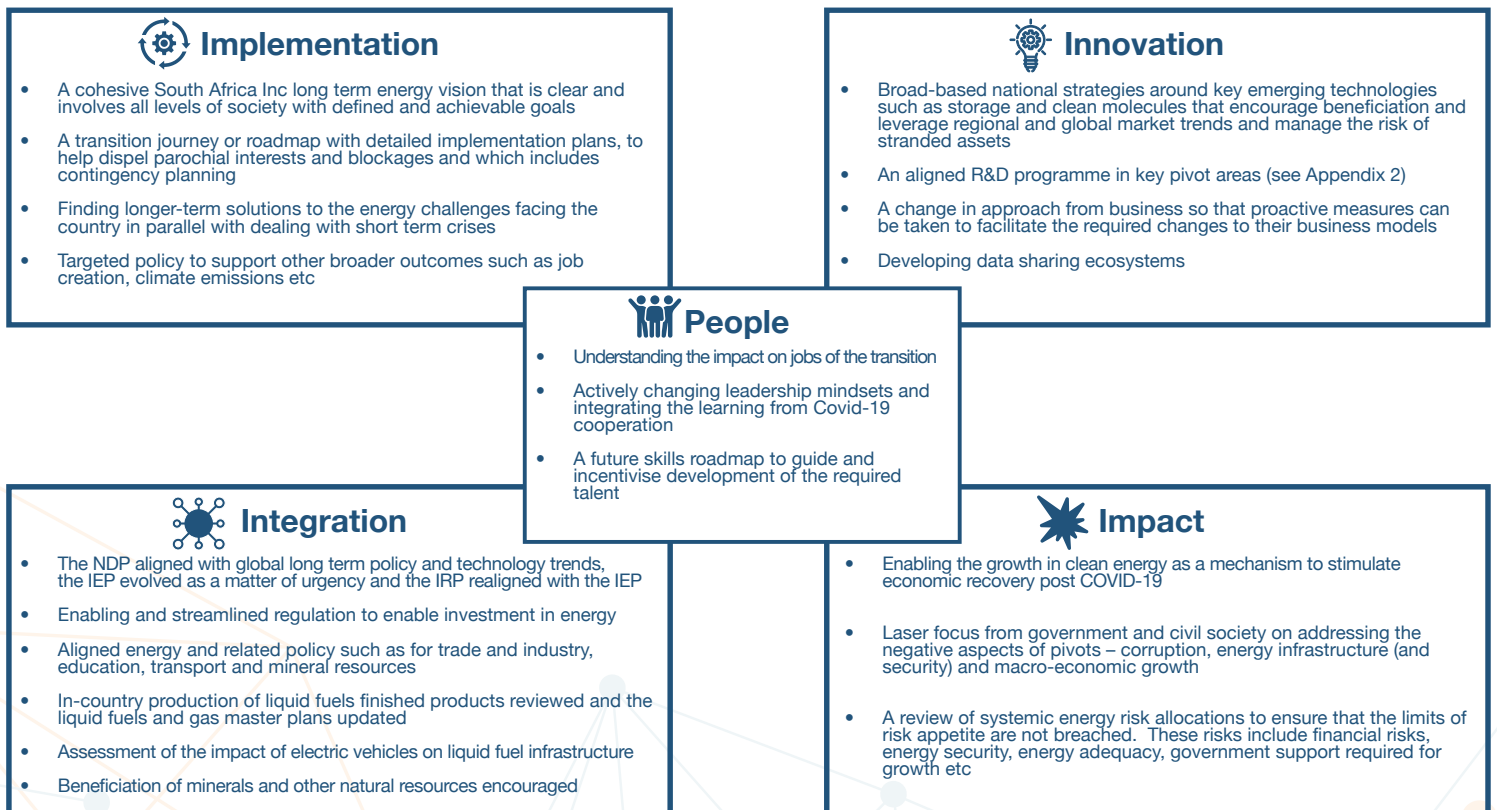 Implementation
• A cohesive South Africa Inc long term energy vision that is clear and
involves all levels of society with defined and achievable goals
• A transition journey or roadmap with detailed implementation plans, to
help dispel parochial interests and blockages and which includes
contingency planning
• Finding longer-term solutions to the energy challenges facing the
country in parallel with dealing with short term crises
• Targeted policy to support other broader outcomes such as job
creation, climate emissions etc
Innovation
• Broad-based national strategies around key emerging technologies
such as storage and clean molecules that encourage beneficiation and
leverage regional and global market trends and manage the risk of
stranded assets
• An aligned R&D programme in key pivot areas (see Appendix 2)
• A change in approach from business so that proactive measures can
be taken to facilitate the required changes to their business models
• Developing data sharing ecosystems
People
• Understanding the impact on jobs of the transition
• Actively changing leadership mindsets and
integrating the learning from Covid-19
cooperation
• A future skills roadmap to guide and
incentivise development of the required
talent
Integration
• The NDP aligned with global long term policy and technology trends,
the IEP evolved as a matter of urgency and the IRP realigned with the IEP
• Enabling and streamlined regulation to enable investment in energy
• Aligned energy and related policy such as for trade and industry,
education, transport and mineral resources
• In-country production of liquid fuels finished products reviewed and the
liquid fuels and gas master plans updated
• Assessment of the impact of electric vehicles on liquid fuel infrastructure
• Beneficiation of minerals and other natural resources encouraged
Impact
• Enabling the growth in clean energy as a mechanism to stimulate
economic recovery post COVID-19
• Laser focus from government and civil society on addressing the
negative aspects of pivots – corruption, energy infrastructure (and
security) and macro-economic growth
• A review of systemic energy risk allocations to ensure that the limits of
risk appetite are not breached. These risks include financial risks,
energy security, energy adequacy, government support required for
growth etc